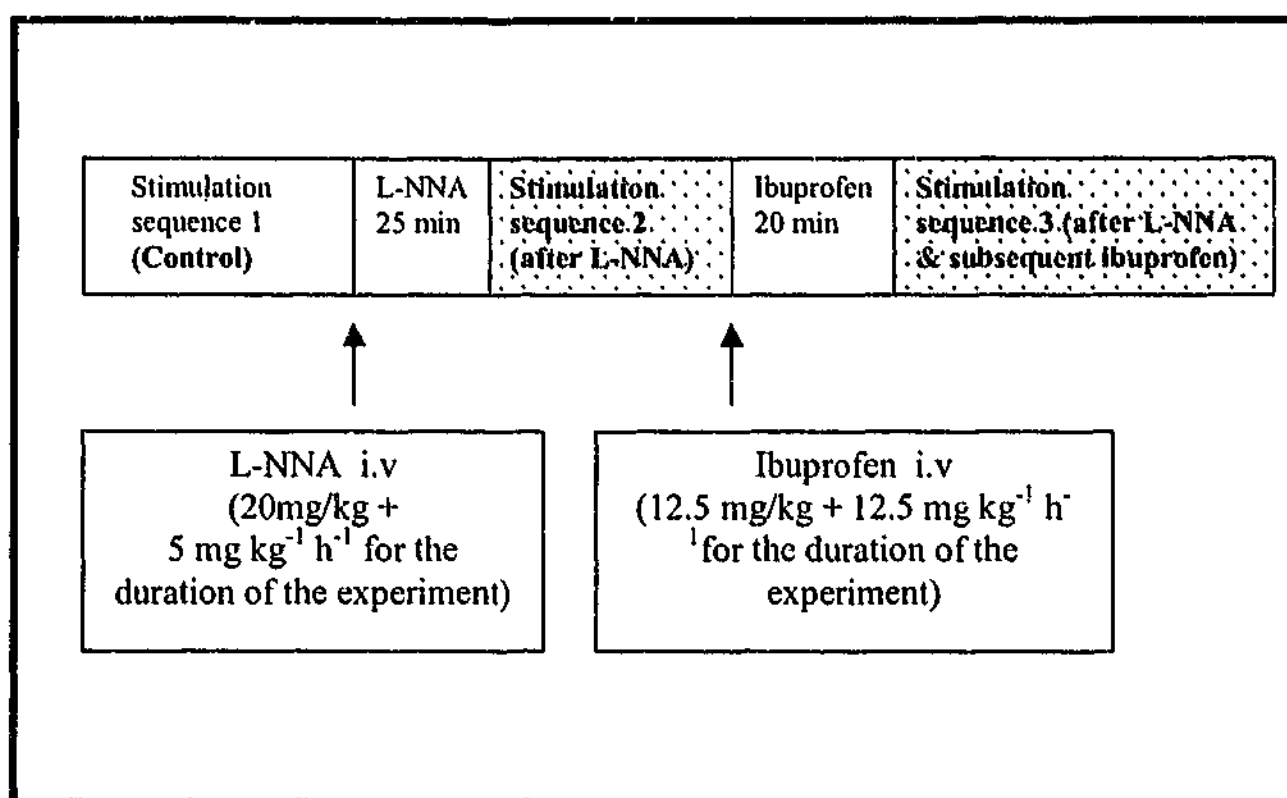 Stimulation
sequence 1
(Control)
L-NNA
25 min
Stimulation
sequence 2
(after L-NNA)
Ibuprofen
20 min
Stimulation
sequence 3 (after L-NNA
& subsequent ibuprofen)
L-NNA i.v
(20mg/kg +
5 mg kg⁻¹ h⁻¹ for the
duration of the experiment)
Ibuprofen i.v
(12.5 mg/kg + 12.5 mg kg⁻¹ h⁻
¹for the duration of the
experiment)